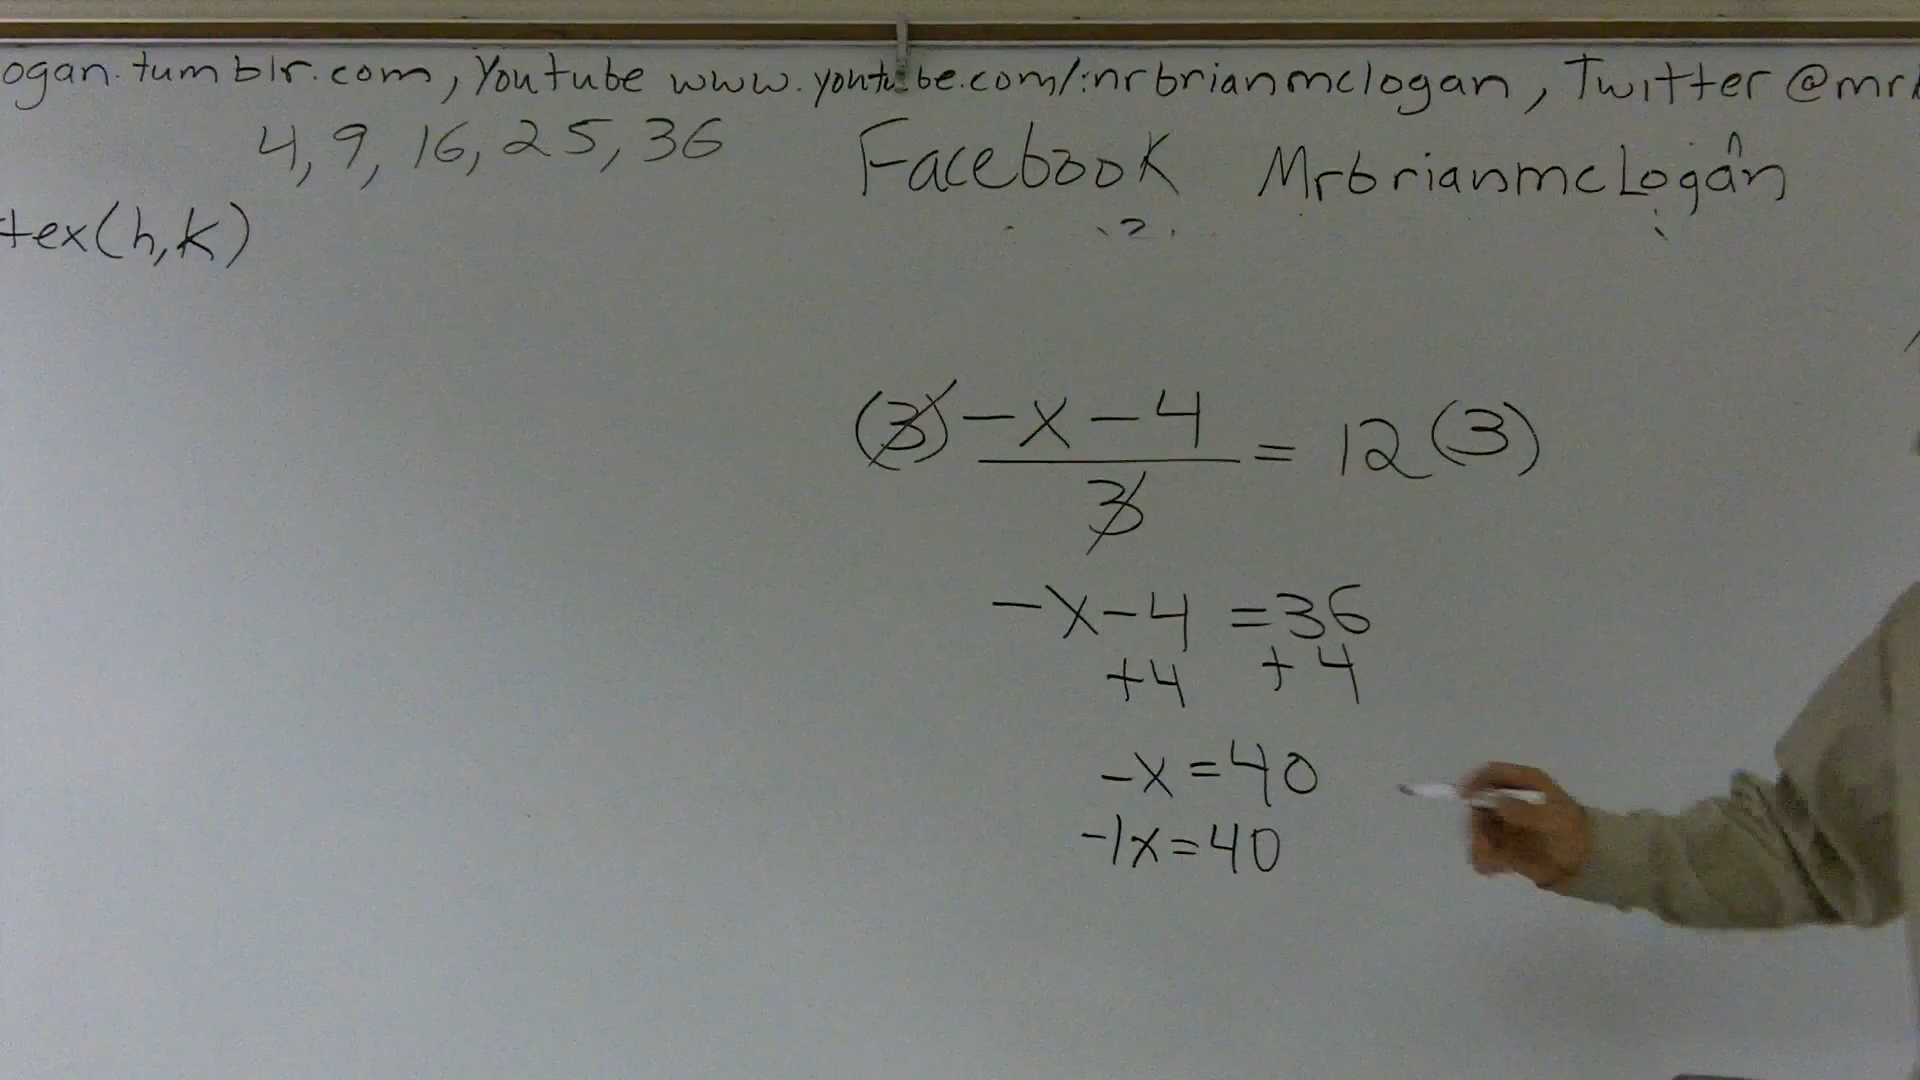 ogan.tumblr.com, Youtube www.youtube.com/mrbrianmclogan, Twitter @mr
4, 9, 16, 25, 36
Facebook MrbrianmcLogan
tex(h,k)
(3) -x-4 = 12(3)
3
-x-4 = 36
+4 +4
-x=40
-1x=40